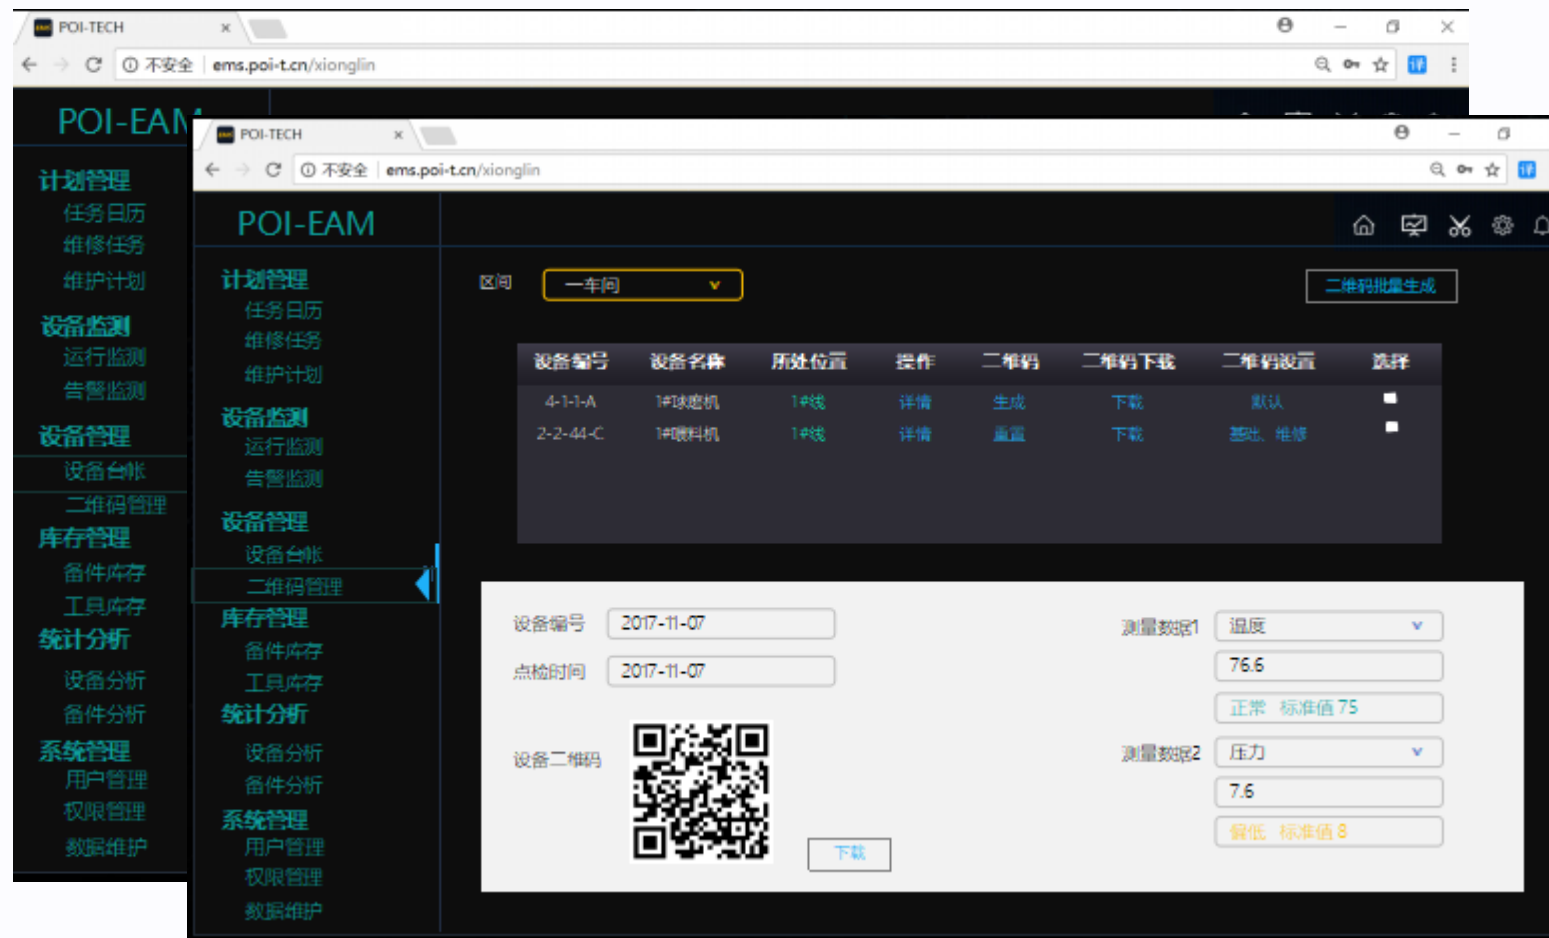 POI-TECH
不安全 ems.poi-t.cn/xionglin
POI-EAM
计划管理
任务日历
维修任务
维护计划
设备监测
运行监测
告警监测
设备管理
设备台帐
二维码管理
库存管理
备件库存
工具库存
统计分析
设备分析
备件分析
系统管理
用户管理
权限管理
数据维护
POI-TECH
不安全 ems.poi-t.cn/xionglin
POI-EAM
计划管理
任务日历
维修任务
维护计划
设备监测
运行监测
告警监测
设备管理
设备台帐
二维码管理
库存管理
备件库存
工具库存
统计分析
设备分析
备件分析
系统管理
用户管理
权限管理
数据维护
区间 一车间 二维码批量生成
设备编号 设备名称 所处位置 操作 二维码 二维码下载 二维码设置 选择
4-1-1-A 1#球磨机 1#线 详情 生成 下载 默认
2-2-44-C 1#喂料机 1#线 详情 重置 下载 基础、维修
设备编号 2017-11-07
点检时间 2017-11-07
设备二维码
下载
测量数据1 温度
76.6
正常 标准值 75
测量数据2 压力
7.6
偏低 标准值 8